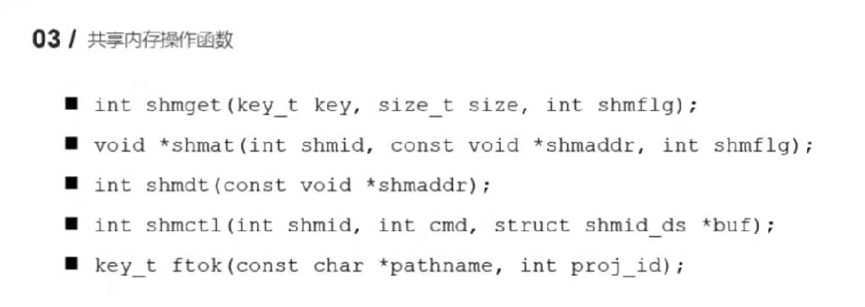 03 / 共享内存操作函数
■ int shmget(key_t key, size_t size, int shmflg);
■ void *shmat(int shmid, const void *shmaddr, int shmflg);
■ int shmdt(const void *shmaddr);
■ int shmctl(int shmid, int cmd, struct shmid_ds *buf);
■ key_t ftok(const char *pathname, int proj_id);